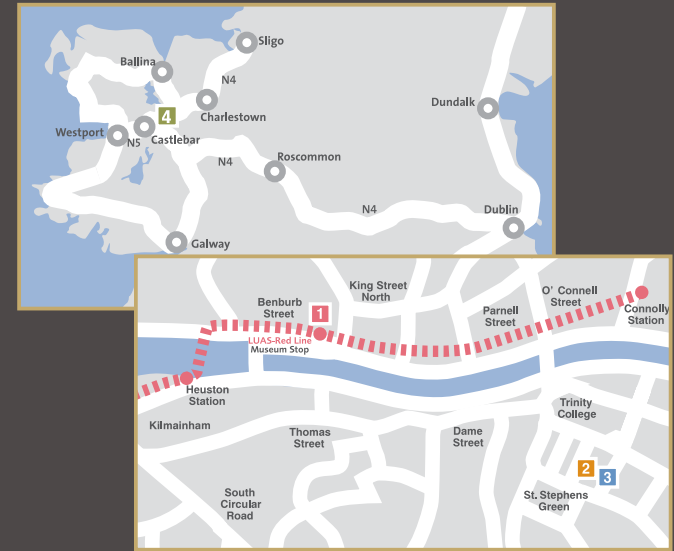 Sligo
Ballina
N4
Dundalk
4
Charlestown
Westport
N5
Castlebar
Roscommon
N4
N4
Dublin
Galway
King Street
North
O' Connell
Street
Benburb
Street
1
Parnell
Street
Connolly
Station
LUAS-Red Line
Museum Stop
Heuston
Station
Trinity
College
Kilmainham
Thomas
Street
Dame
Street
2
3
South
Circular
Road
St. Stephens
Green